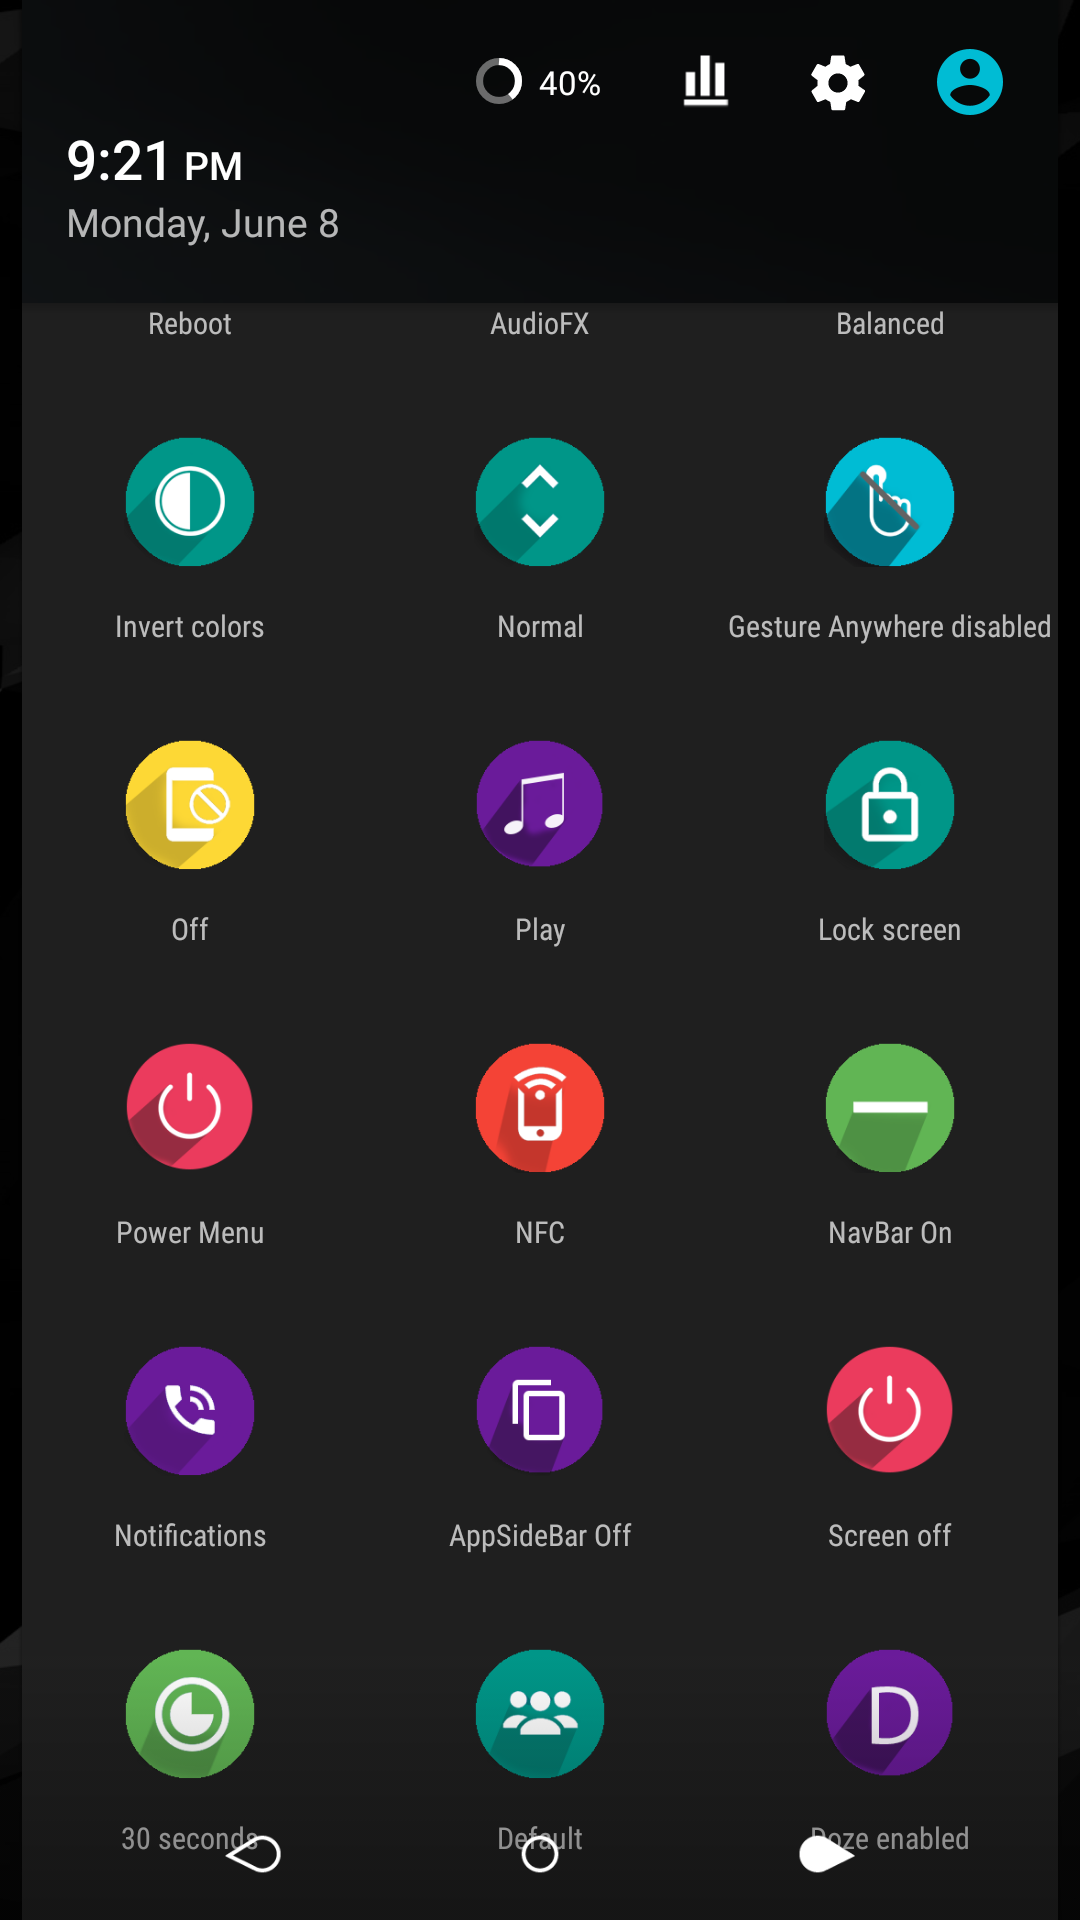 40%
9:21 PM
Monday, June 8
Reboot AudioFX Balanced
Invert colors Normal Gesture Anywhere disabled
Off Play Lock screen
Power Menu NFC NavBar On
Notifications AppSideBar Off Screen off
D
30 seconds Default Doze enabled